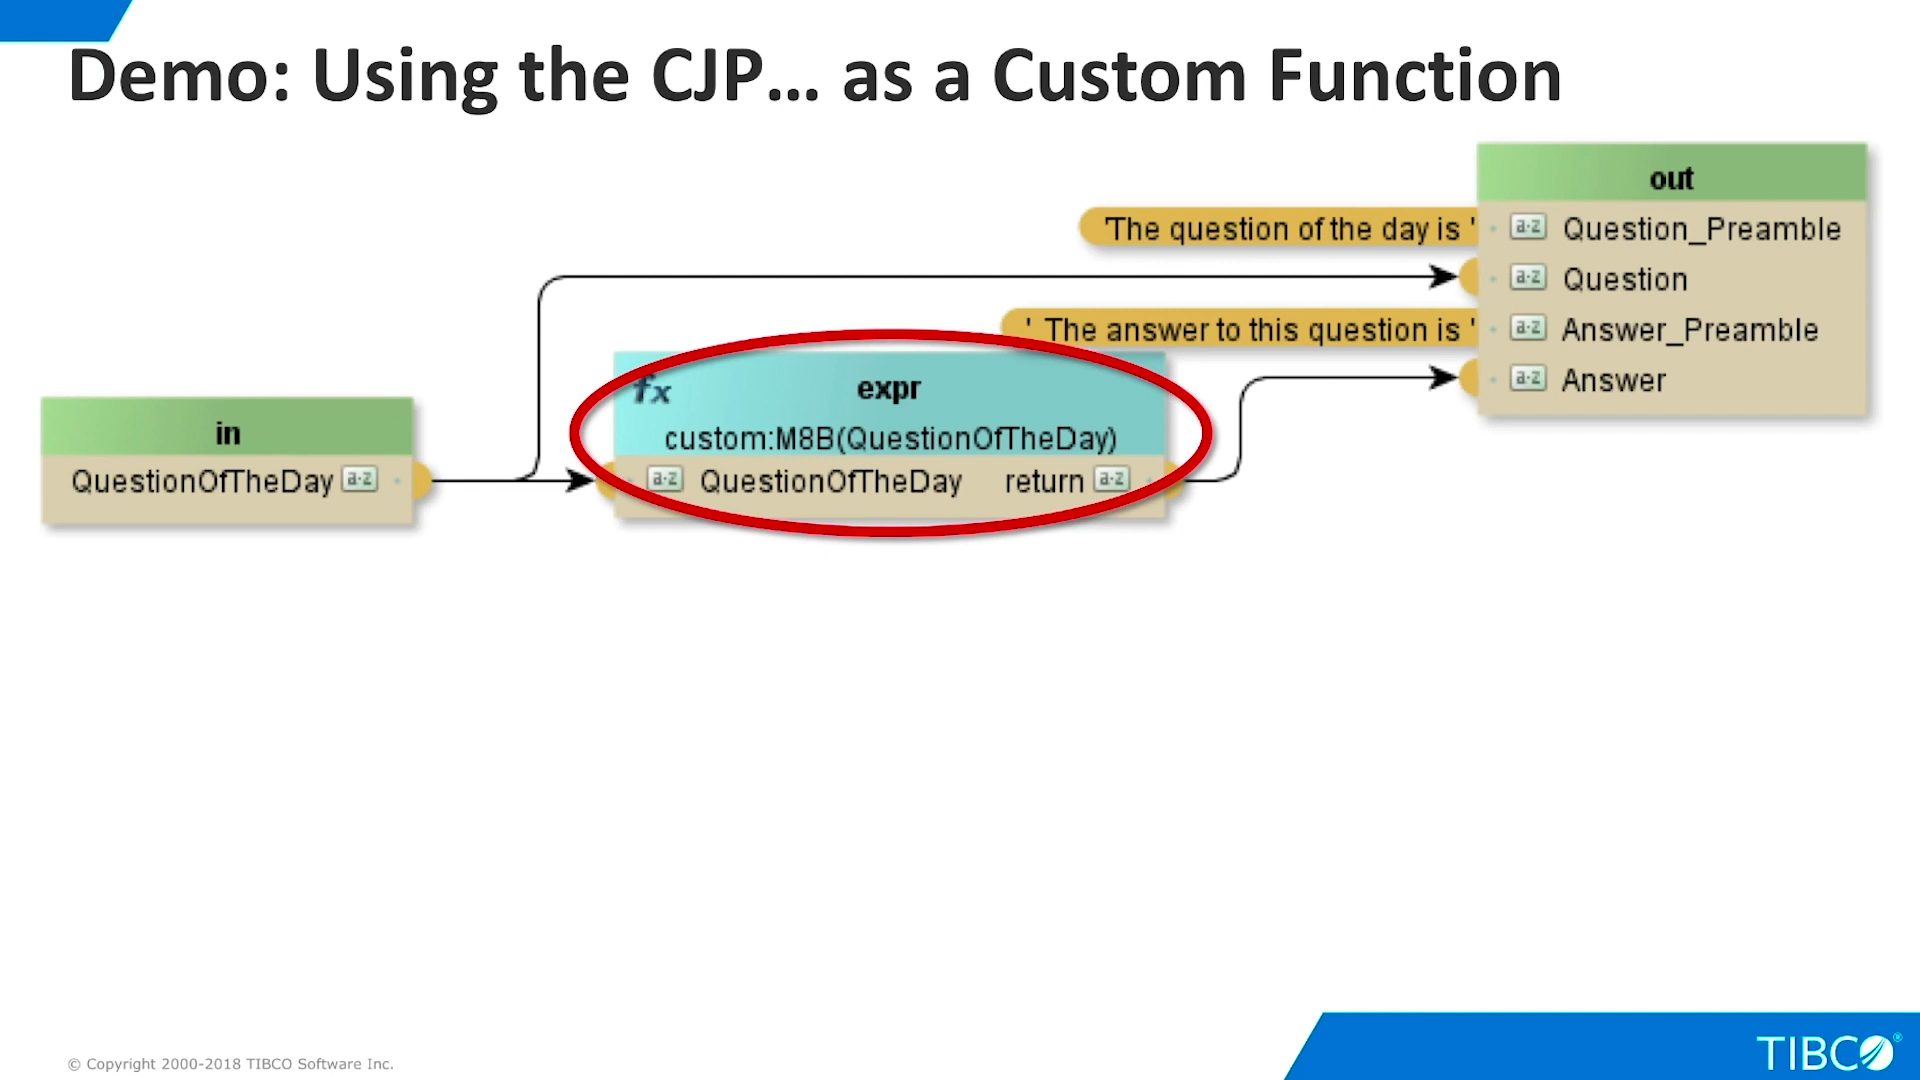 Demo: Using the CJP... as a Custom Function
out
'The question of the day is '
a-z Question_Preamble
a-z Question
' The answer to this question is '
a-z Answer_Preamble
a-z Answer
fx expr
custom:M8B(QuestionOfTheDay)
a-z QuestionOfTheDay return a-z
in
QuestionOfTheDay a-z
© Copyright 2000-2018 TIBCO Software Inc.
TIBCO®